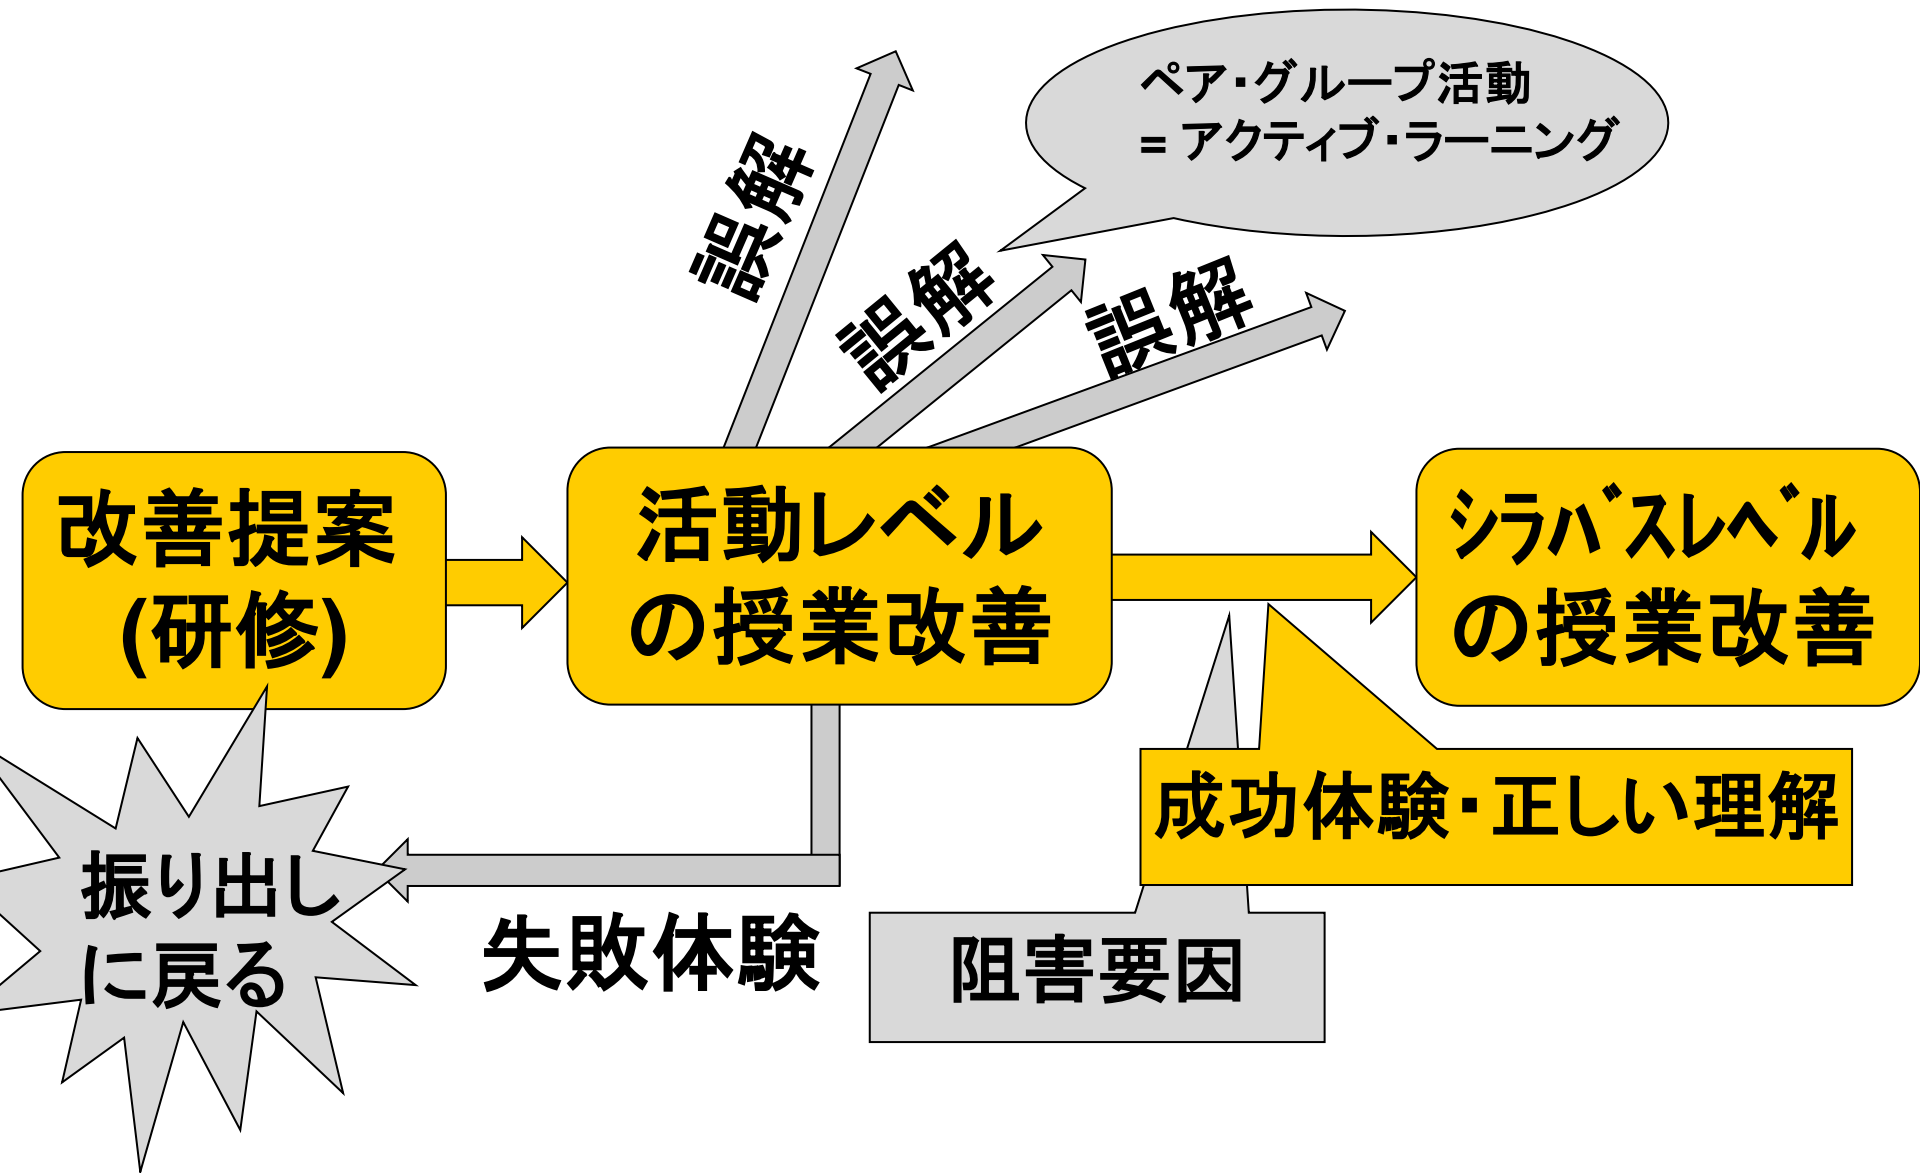 ペア・グループ活動
= アクティブ・ラーニング
誤解
誤解
誤解
改善提案
(研修)
活動レベル
の授業改善
ｼﾗﾊﾞｽﾚﾍﾞﾙ
の授業改善
成功体験・正しい理解
振り出し
に戻る
失敗体験
阻害要因